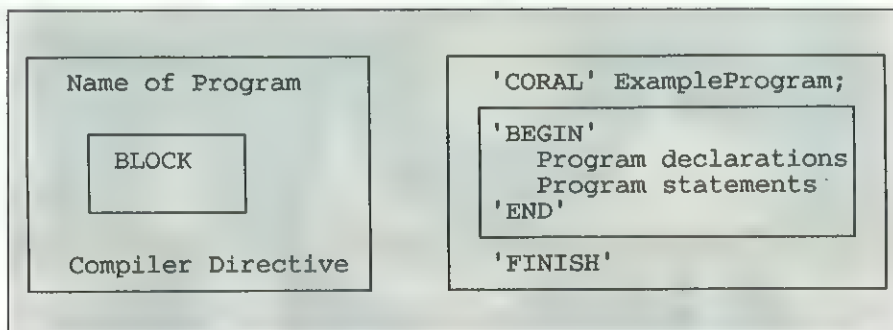 Name of Program
BLOCK
Compiler Directive
'CORAL' ExampleProgram;
'BEGIN'
Program declarations
Program statements
'END'
'FINISH'